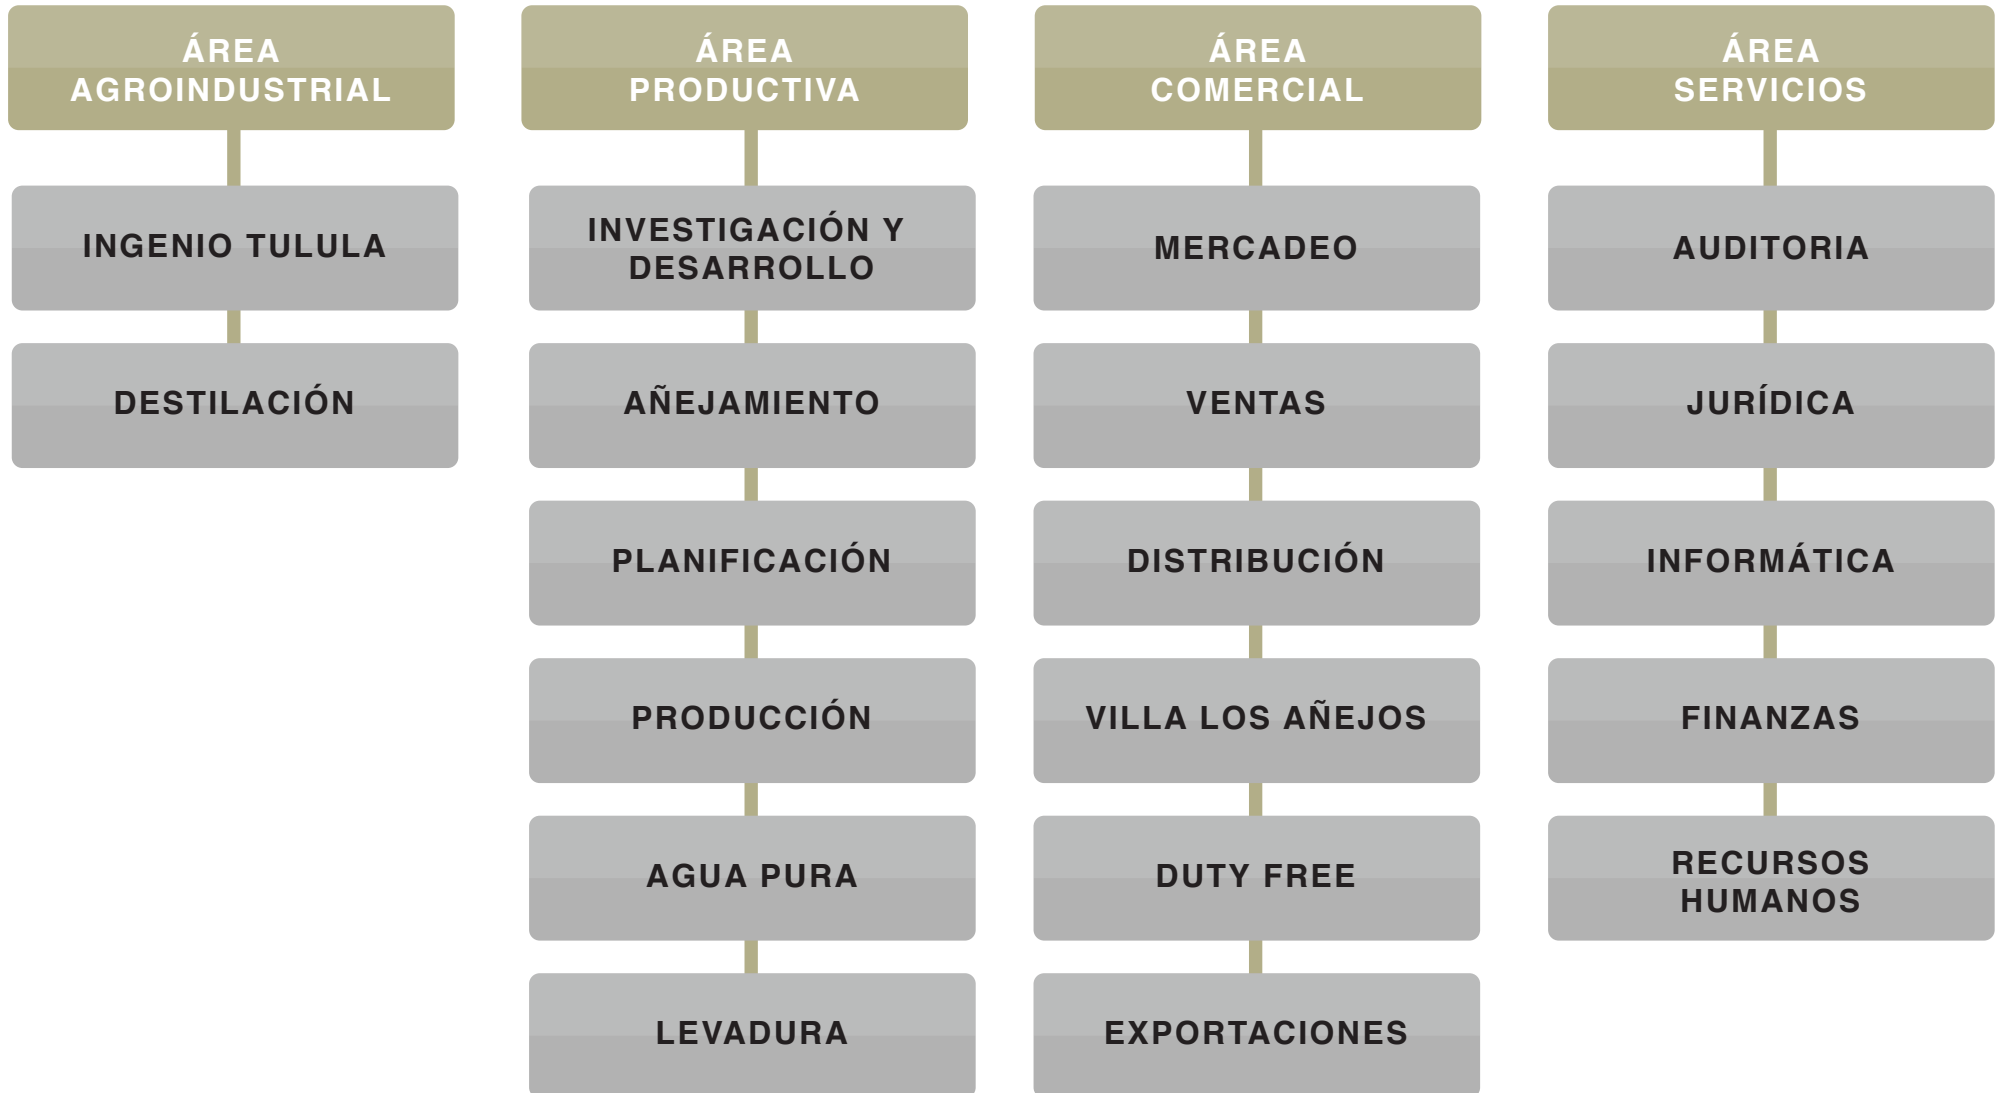 ÁREA
AGROINDUSTRIAL
INGENIO TULULA
DESTILACIÓN
ÁREA
PRODUCTIVA
INVESTIGACIÓN Y
DESARROLLO
AÑEJAMIENTO
PLANIFICACIÓN
PRODUCCIÓN
AGUA PURA
LEVADURA
ÁREA
COMERCIAL
MERCADEO
VENTAS
DISTRIBUCIÓN
VILLA LOS AÑEJOS
DUTY FREE
EXPORTACIONES
ÁREA
SERVICIOS
AUDITORIA
JURÍDICA
INFORMÁTICA
FINANZAS
RECURSOS
HUMANOS